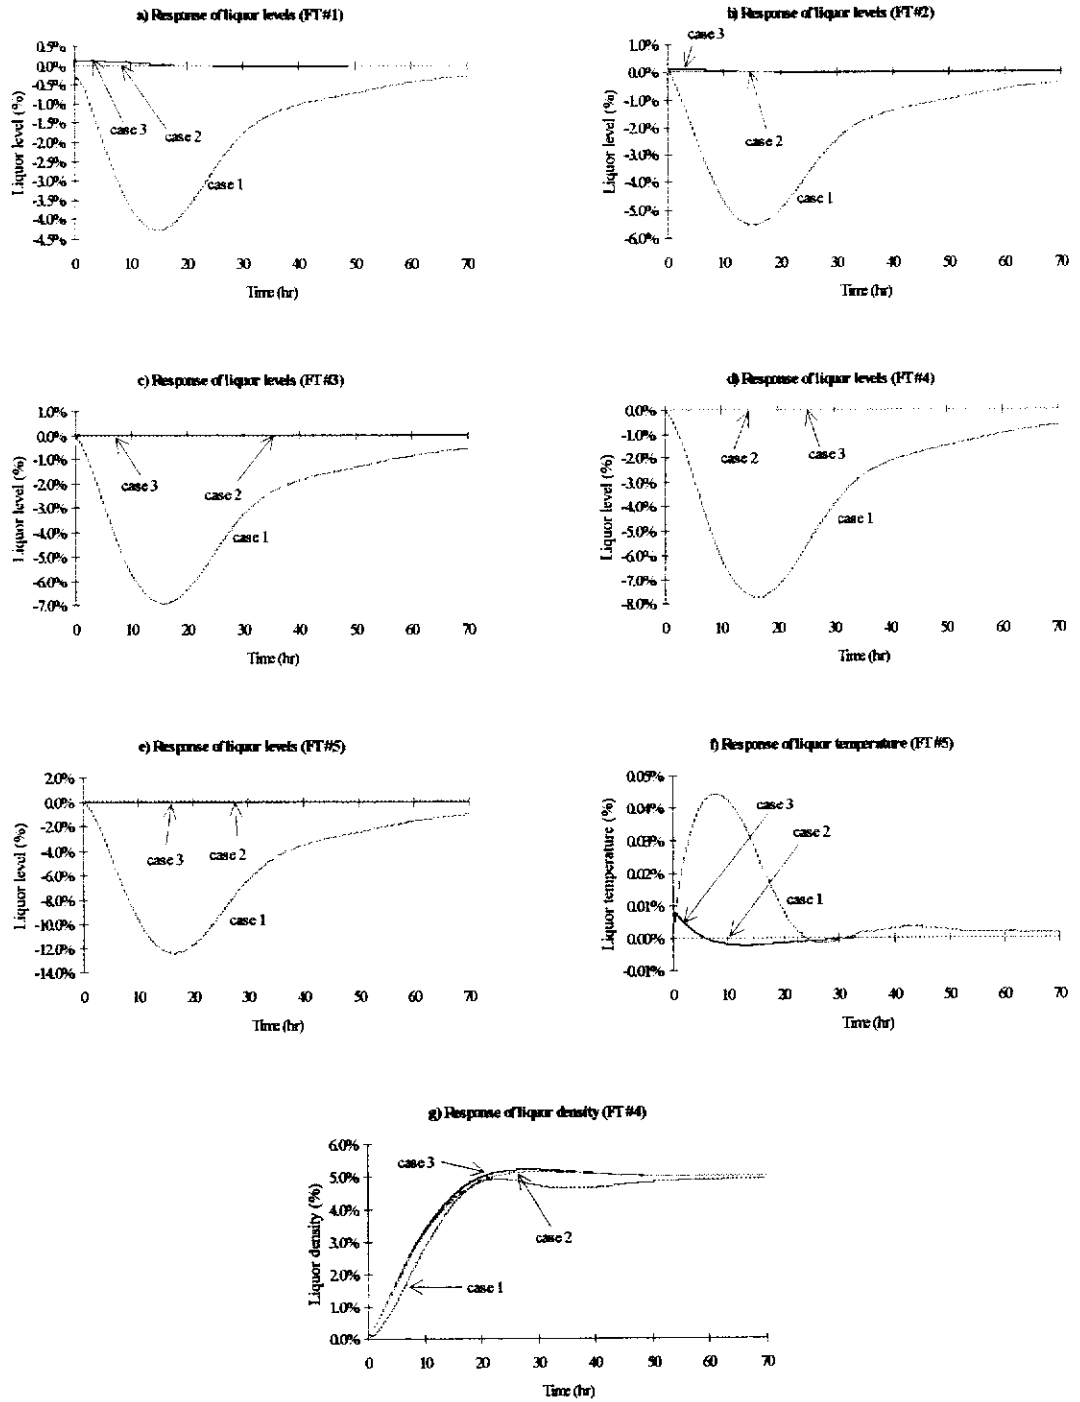 a) Response of liquor levels (FT#1)
0.5%
0.0%
-0.5%
-1.0%
-1.5%
-2.0%
-2.5%
-3.0%
-3.5%
-4.0%
-4.5%
Liquor level (%)
case 3
case 2
case 1
0 10 20 30 40 50 60 70
Time (hr)
b) Response of liquor levels (FT#2)
case 3
1.0%
0.0%
-1.0%
-2.0%
-3.0%
-4.0%
-5.0%
-6.0%
Liquor level (%)
case 2
case 1
0 10 20 30 40 50 60 70
Time (hr)
c) Response of liquor levels (FT#3)
1.0%
0.0%
-1.0%
-2.0%
-3.0%
-4.0%
-5.0%
-6.0%
-7.0%
Liquor level (%)
case 3
case 2
case 1
0 10 20 30 40 50 60 70
Time (hr)
d) Response of liquor levels (FT#4)
0.0%
-1.0%
-2.0%
-3.0%
-4.0%
-5.0%
-6.0%
-7.0%
-8.0%
Liquor level (%)
case 2
case 3
case 1
0 10 20 30 40 50 60 70
Time (hr)
e) Response of liquor levels (FT#5)
2.0%
0.0%
-2.0%
-4.0%
-6.0%
-8.0%
-10.0%
-12.0%
-14.0%
Liquor level (%)
case 3
case 2
case 1
0 10 20 30 40 50 60 70
Time (hr)
f) Response of liquor temperature (FT#5)
0.05%
0.04%
0.03%
0.02%
0.01%
0.00%
-0.01%
Liquor temperature (%)
case 3
case 2
case 1
0 10 20 30 40 50 60 70
Time (hr)
g) Response of liquor density (FT#4)
6.0%
5.0%
4.0%
3.0%
2.0%
1.0%
0.0%
Liquor density (%)
case 3
case 2
case 1
0 10 20 30 40 50 60 70
Time (hr)